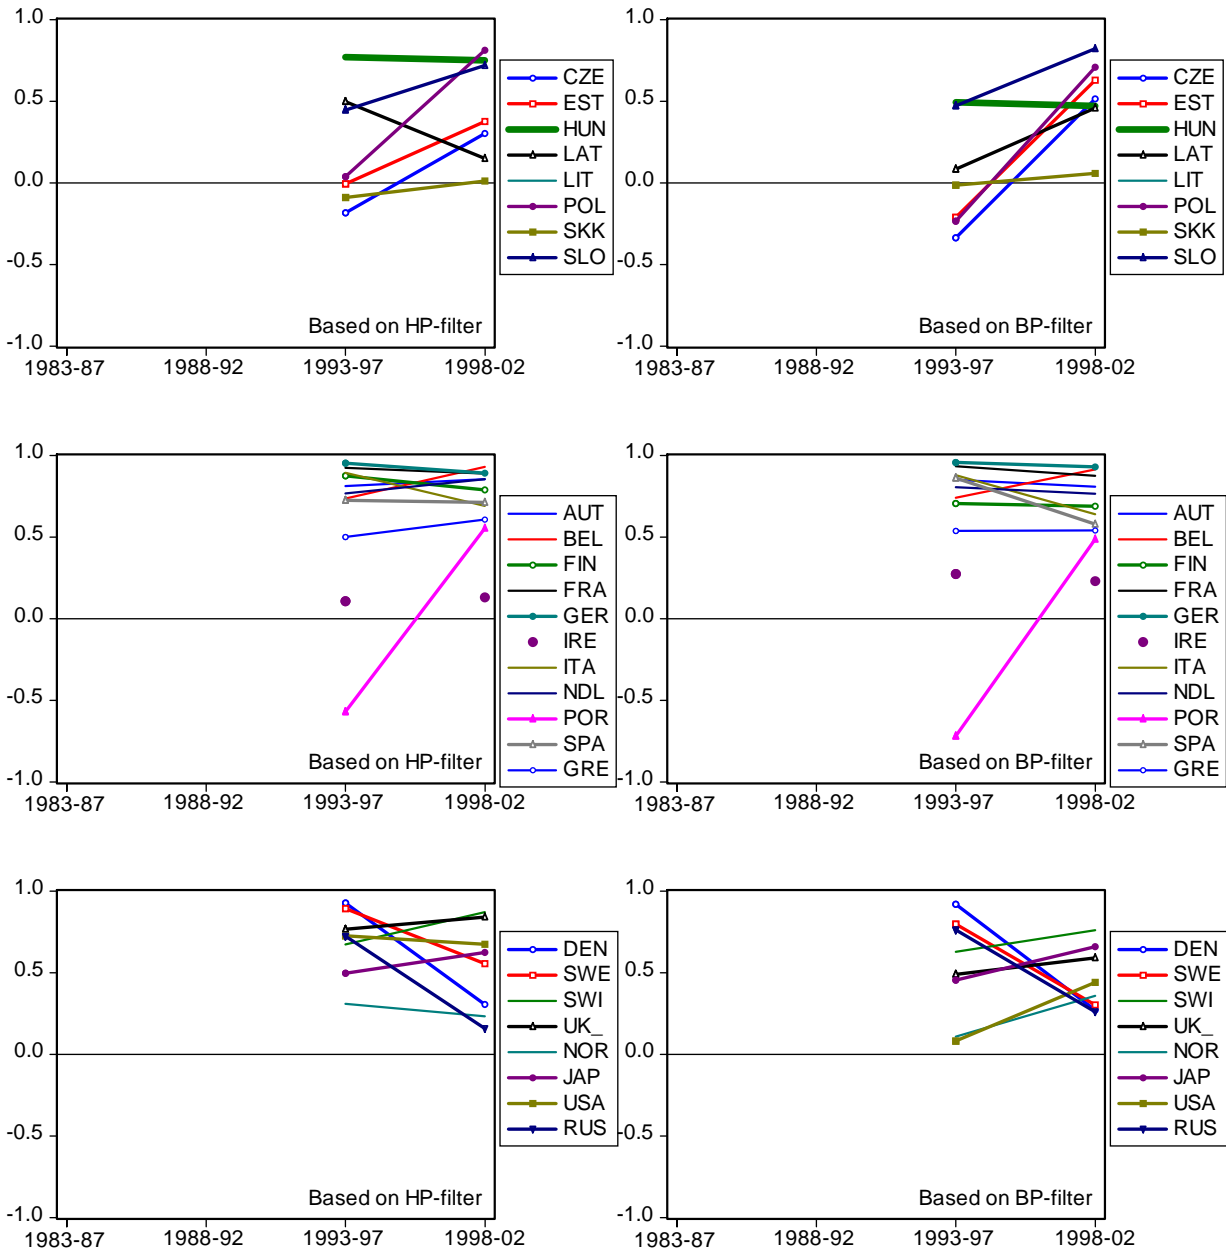 1.0
0.5
0.0
-0.5
-1.0
1983-87 1988-92 1993-97 1998-02
Based on HP-filter
CZE
EST
HUN
LAT
LIT
POL
SKK
SLO
1.0
0.5
0.0
-0.5
-1.0
1983-87 1988-92 1993-97 1998-02
Based on BP-filter
CZE
EST
HUN
LAT
LIT
POL
SKK
SLO
1.0
0.5
0.0
-0.5
-1.0
1983-87 1988-92 1993-97 1998-02
Based on HP-filter
AUT
BEL
FIN
FRA
GER
IRE
ITA
NDL
POR
SPA
GRE
1.0
0.5
0.0
-0.5
-1.0
1983-87 1988-92 1993-97 1998-02
Based on BP-filter
AUT
BEL
FIN
FRA
GER
IRE
ITA
NDL
POR
SPA
GRE
1.0
0.5
0.0
-0.5
-1.0
1983-87 1988-92 1993-97 1998-02
Based on HP-filter
DEN
SWE
SWI
UK_
NOR
JAP
USA
RUS
1.0
0.5
0.0
-0.5
-1.0
1983-87 1988-92 1993-97 1998-02
Based on BP-filter
DEN
SWE
SWI
UK_
NOR
JAP
USA
RUS